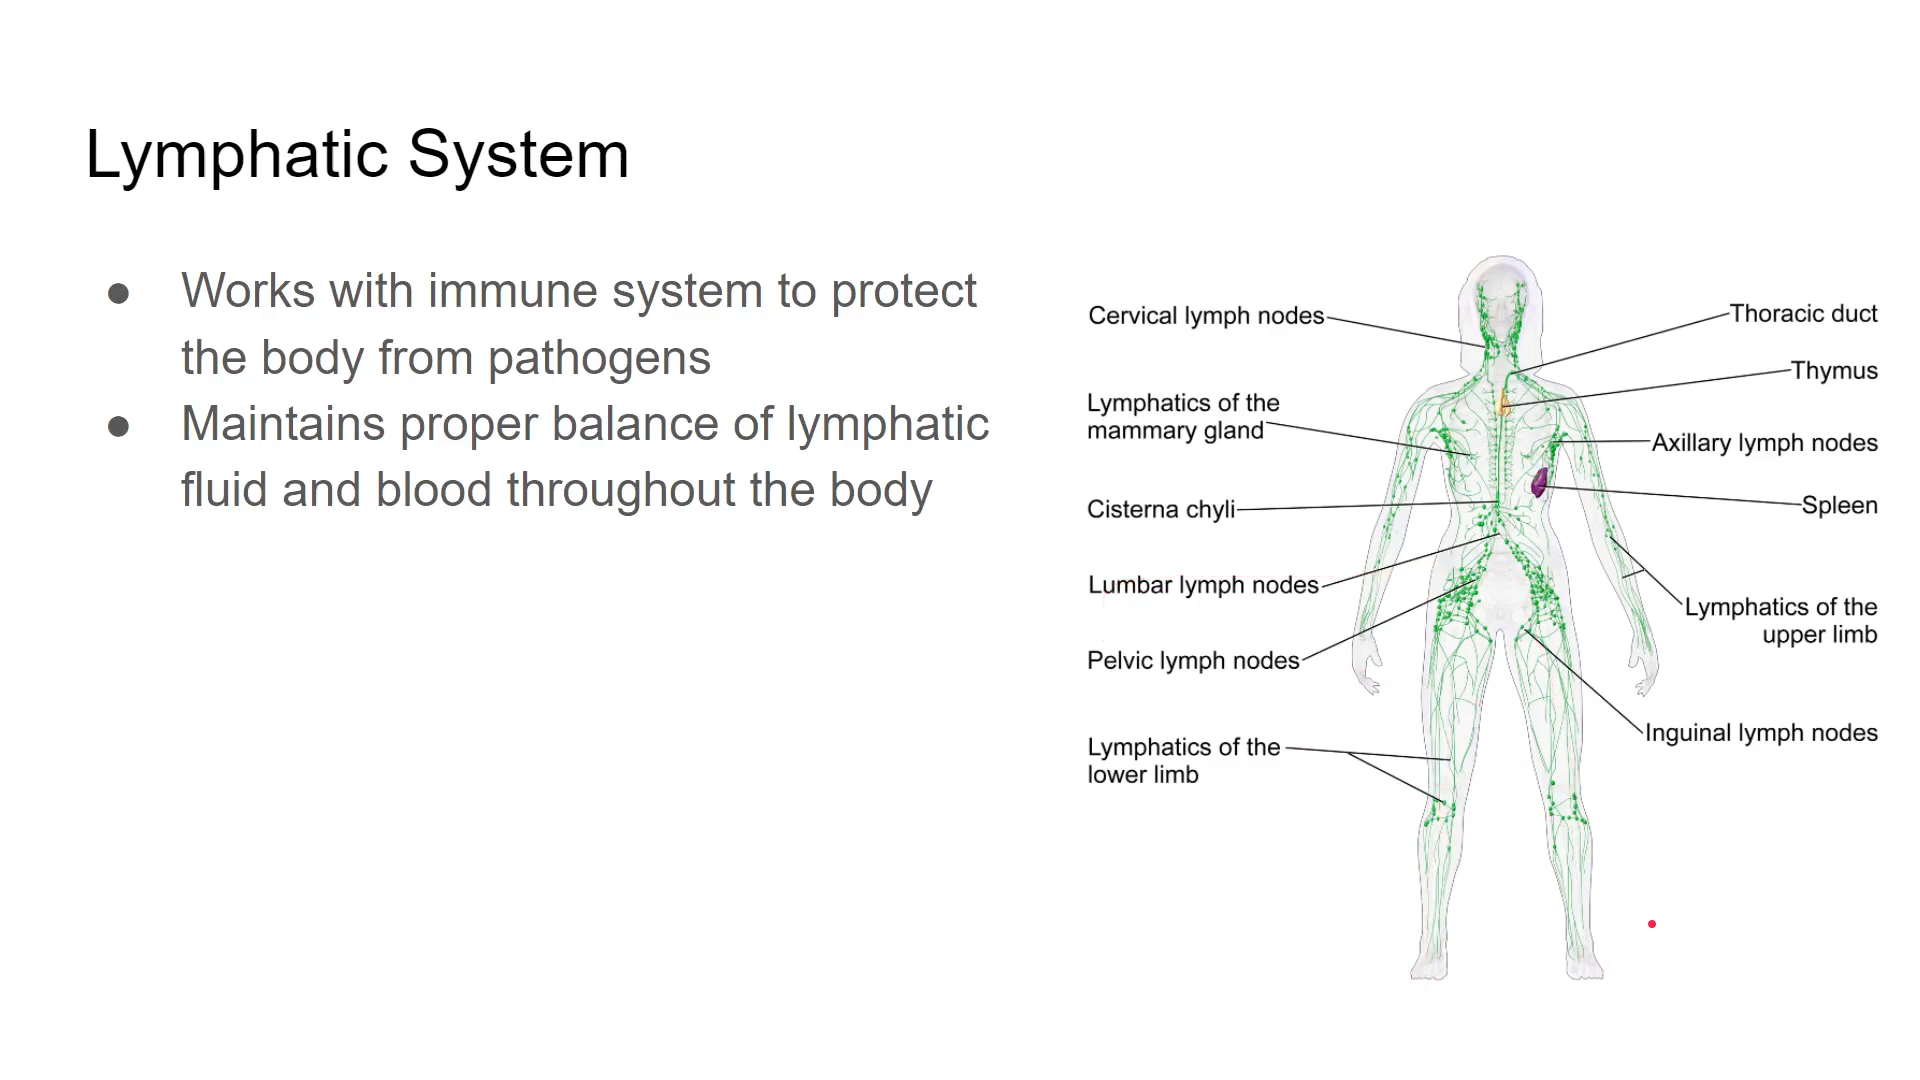 Lymphatic System
● Works with immune system to protect
the body from pathogens
● Maintains proper balance of lymphatic
fluid and blood throughout the body
Cervical lymph nodes
Lymphatics of the
mammary gland
Cisterna chyli
Lumbar lymph nodes
Pelvic lymph nodes
Lymphatics of the
lower limb
Thoracic duct
Thymus
Axillary lymph nodes
Spleen
Lymphatics of the
upper limb
Inguinal lymph nodes